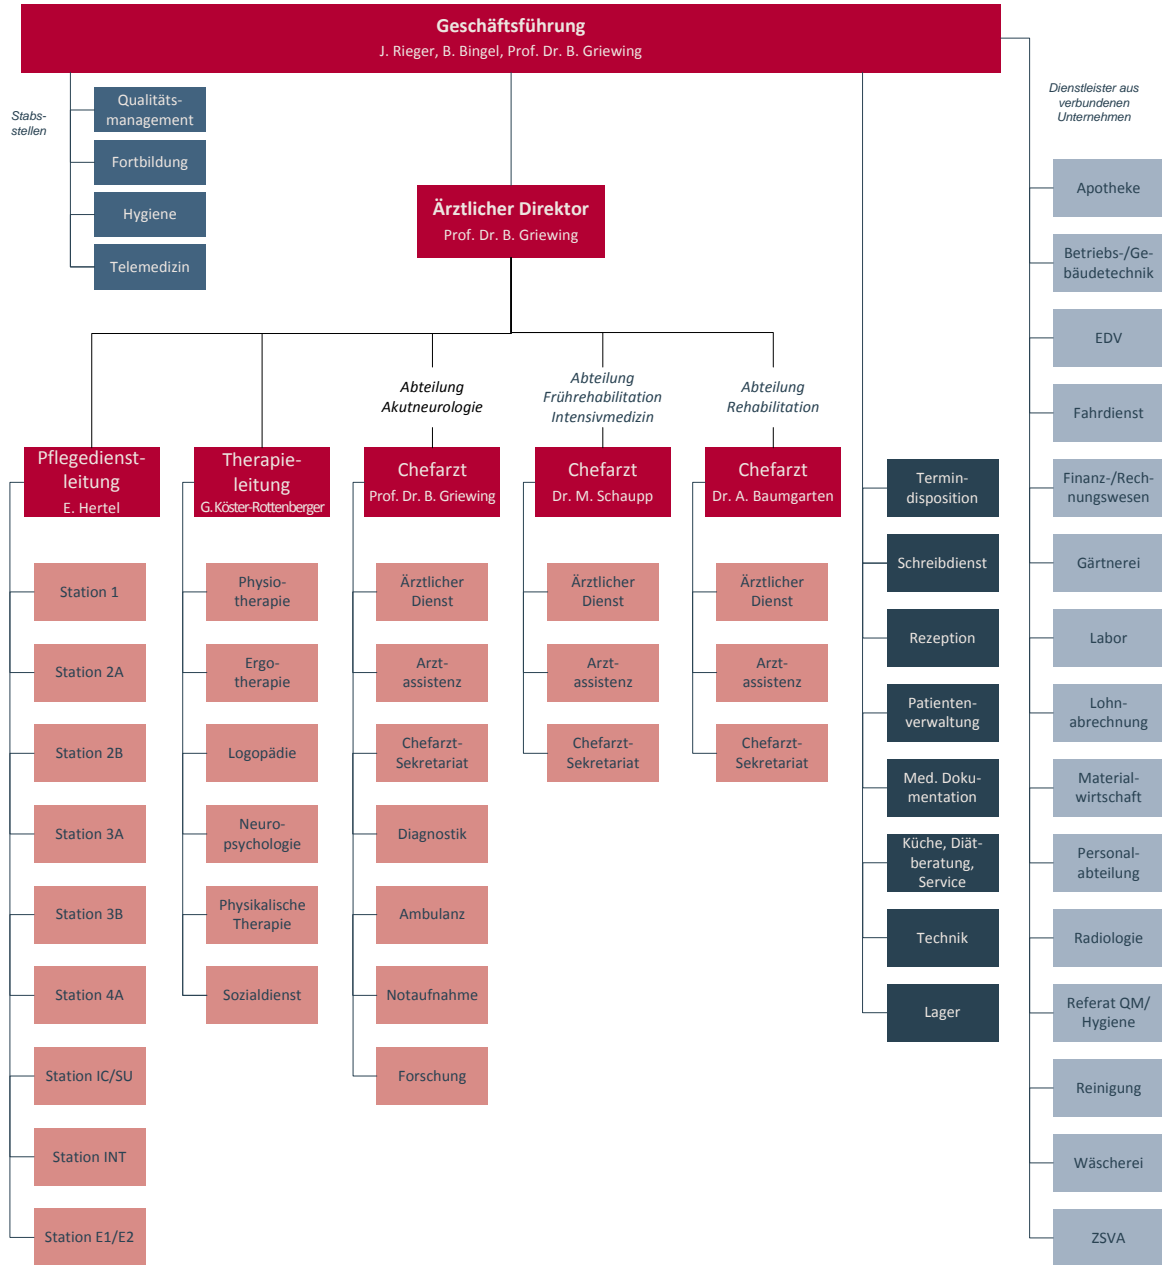 Geschäftsführung
J. Rieger, B. Bingel, Prof. Dr. B. Griewing
Stabs-
stellen
Qualitäts-
management
Fortbildung
Hygiene
Telemedizin
Ärztlicher Direktor
Prof. Dr. B. Griewing
Abteilung
Akutneurologie
Abteilung
Frührehabilitation
Intensivmedizin
Abteilung
Rehabilitation
Pflegedienst-
leitung
E. Hertel
Station 1
Station 2A
Station 2B
Station 3A
Station 3B
Station 4A
Station IC/SU
Station INT
Station E1/E2
Therapie-
leitung
G. Köster-Rottenberger
Physio-
therapie
Ergo-
therapie
Logopädie
Neuro-
psychologie
Physikalische
Therapie
Sozialdienst
Chefarzt
Prof. Dr. B. Griewing
Ärztlicher
Dienst
Arzt-
assistenz
Chefarzt-
Sekretariat
Diagnostik
Ambulanz
Notaufnahme
Forschung
Chefarzt
Dr. M. Schaupp
Ärztlicher
Dienst
Arzt-
assistenz
Chefarzt-
Sekretariat
Chefarzt
Dr. A. Baumgarten
Ärztlicher
Dienst
Arzt-
assistenz
Chefarzt-
Sekretariat
Termin-
disposition
Schreibdienst
Rezeption
Patienten-
verwaltung
Med. Doku-
mentation
Küche, Diät-
beratung,
Service
Technik
Lager
Dienstleister aus
verbundenen
Unternehmen
Apotheke
Betriebs-/Ge-
bäudetechnik
EDV
Fahrdienst
Finanz-/Rech-
nungswesen
Gärtnerei
Labor
Lohn-
abrechnung
Material-
wirtschaft
Personal-
abteilung
Radiologie
Referat QM/
Hygiene
Reinigung
Wäscherei
ZSVA